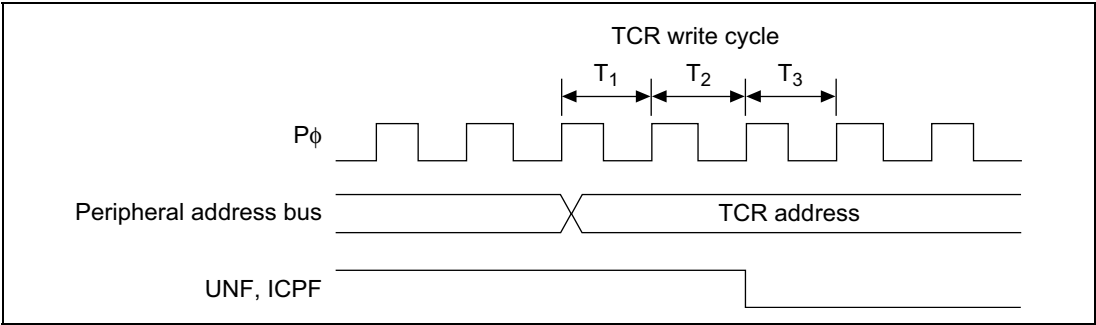 TCR write cycle
T1 T2 T3
Pϕ
Peripheral address bus
TCR address
UNF, ICPF